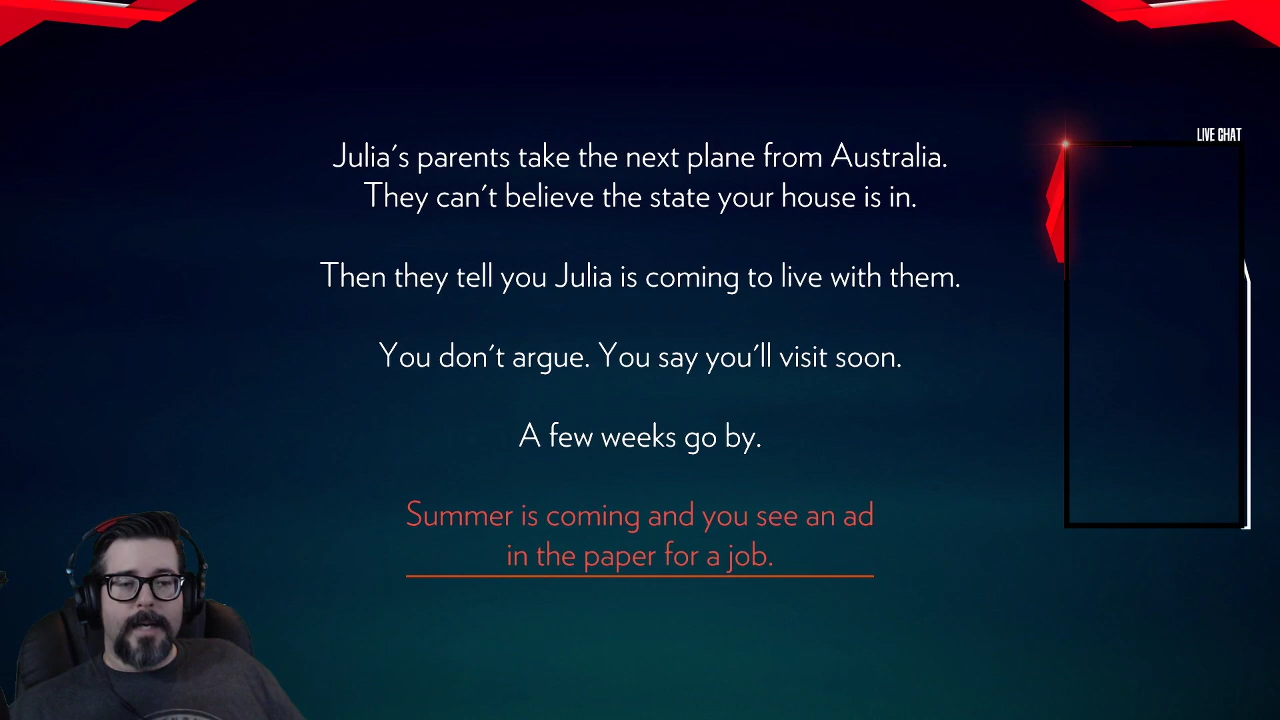 LIVE CHAT
Julia's parents take the next plane from Australia.
They can't believe the state your house is in.
Then they tell you Julia is coming to live with them.
You don't argue. You say you'll visit soon.
A few weeks go by.
Summer is coming and you see an ad
in the paper for a job.